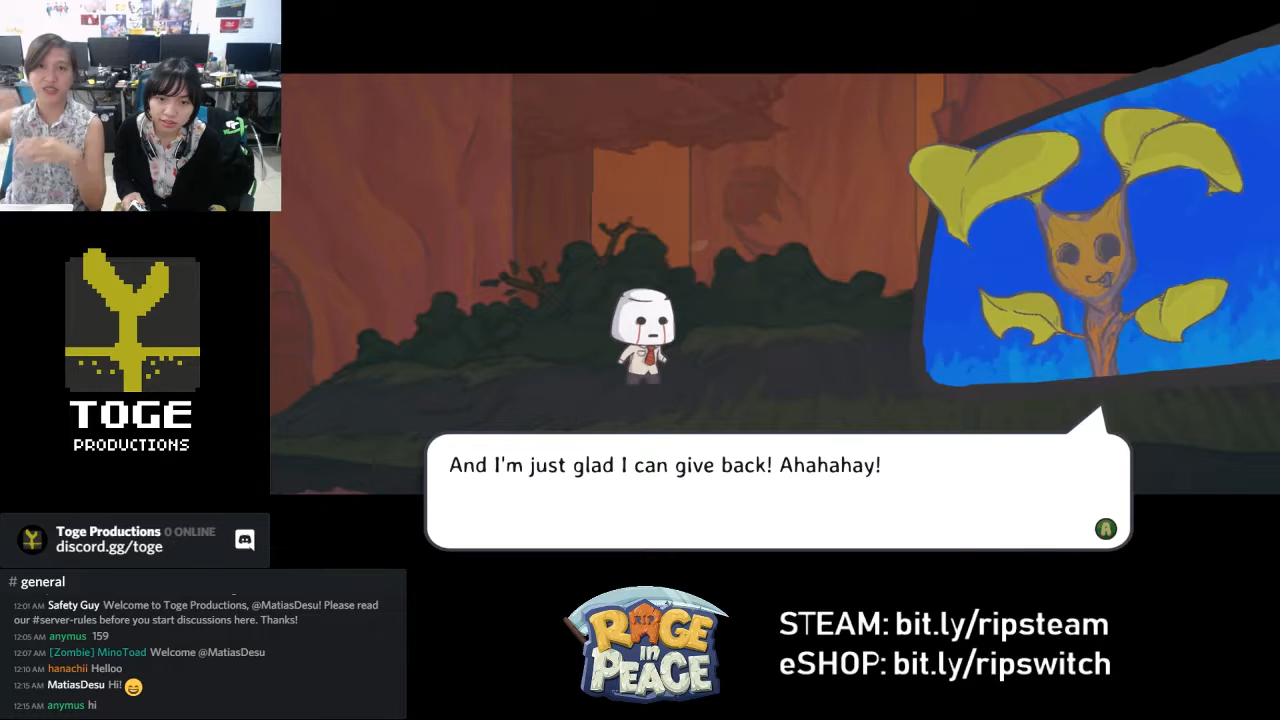 And I'm just glad I can give back! Ahahahay!
A
TOGE
PRODUCTIONS
Toge Productions 0 ONLINE
discord.gg/toge
# general
12:01 AM Safety Guy Welcome to Toge Productions, @MatiasDesu! Please read
our #server-rules before you start discussions here. Thanks!
12:05 AM anymus 159
12:07 AM [Zombie] MinoToad Welcome @MatiasDesu
12:10 AM hanachii Helloo
12:15 AM MatiasDesu Hi!
12:15 AM anymus hi
RIP
RAGE
in
PEACE
STEAM: bit.ly/ripsteam
eSHOP: bit.ly/ripswitch